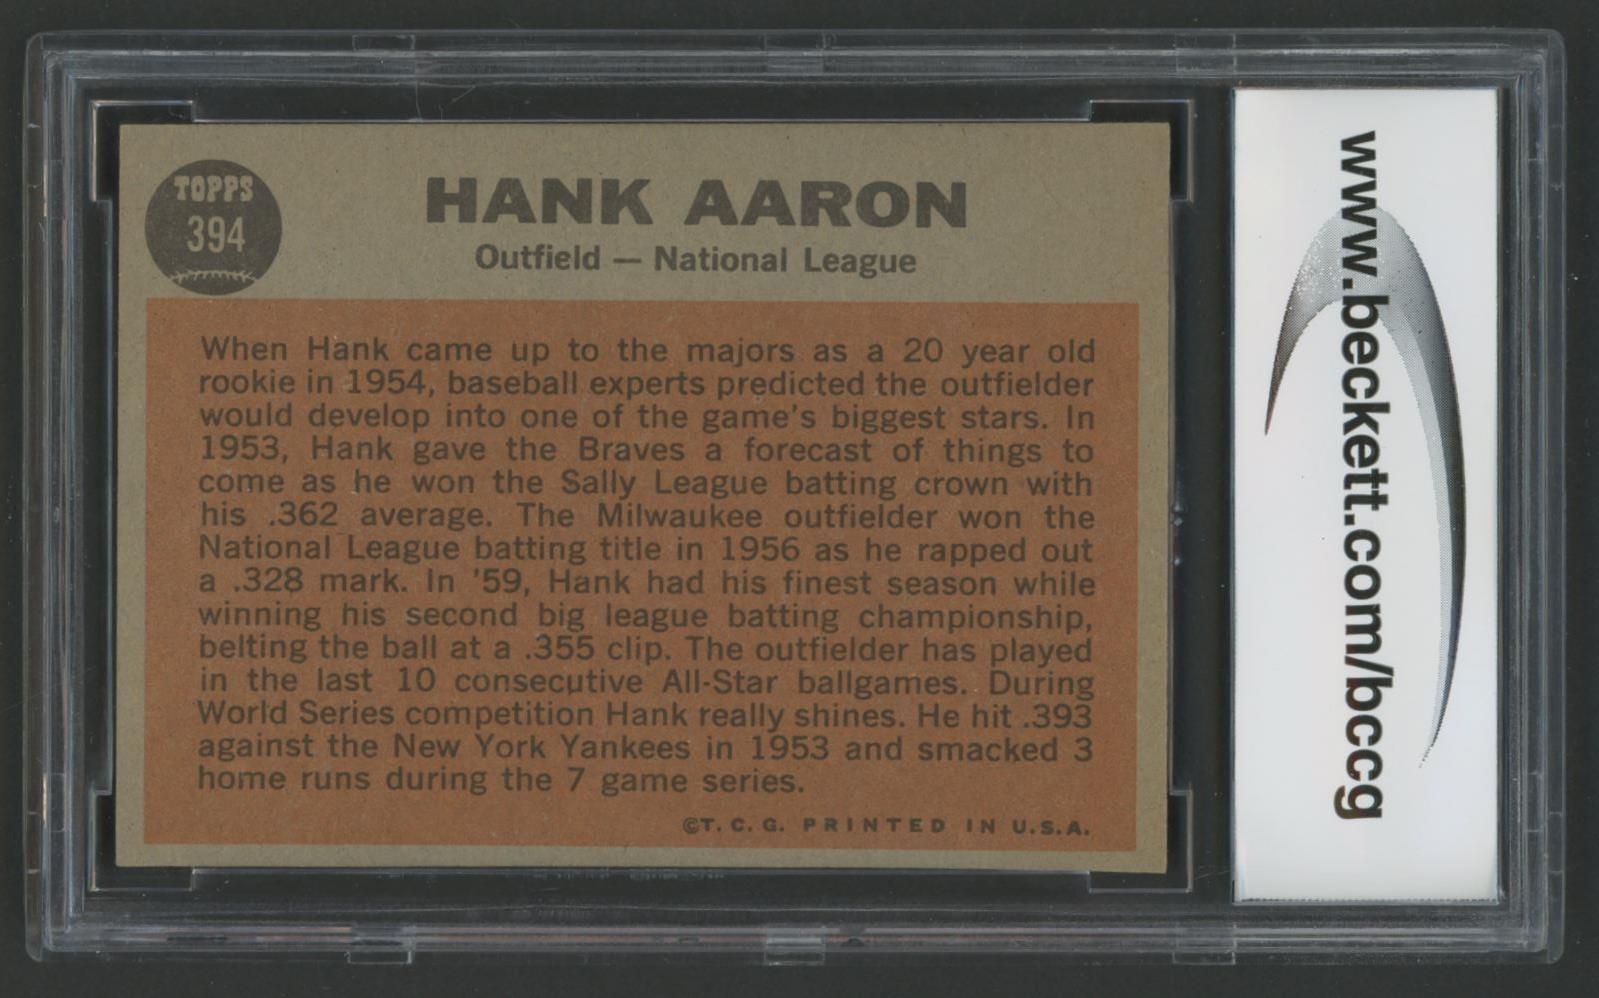 TOPPS
394
HANK AARON
Outfield — National League
When Hank came up to the majors as a 20 year old
rookie in 1954, baseball experts predicted the outfielder
would develop into one of the game's biggest stars. In
1953, Hank gave the Braves a forecast of things to
come as he won the Sally League batting crown with
his .362 average. The Milwaukee outfielder won the
National League batting title in 1956 as he rapped out
a .328 mark. In '59, Hank had his finest season while
winning his second big league batting championship,
belting the ball at a .355 clip. The outfielder has played
in the last 10 consecutive All-Star ballgames. During
World Series competition Hank really shines. He hit .393
against the New York Yankees in 1953 and smacked 3
home runs during the 7 game series.
©T. C. G. PRINTED IN U.S.A.
www.beckett.com/bccg